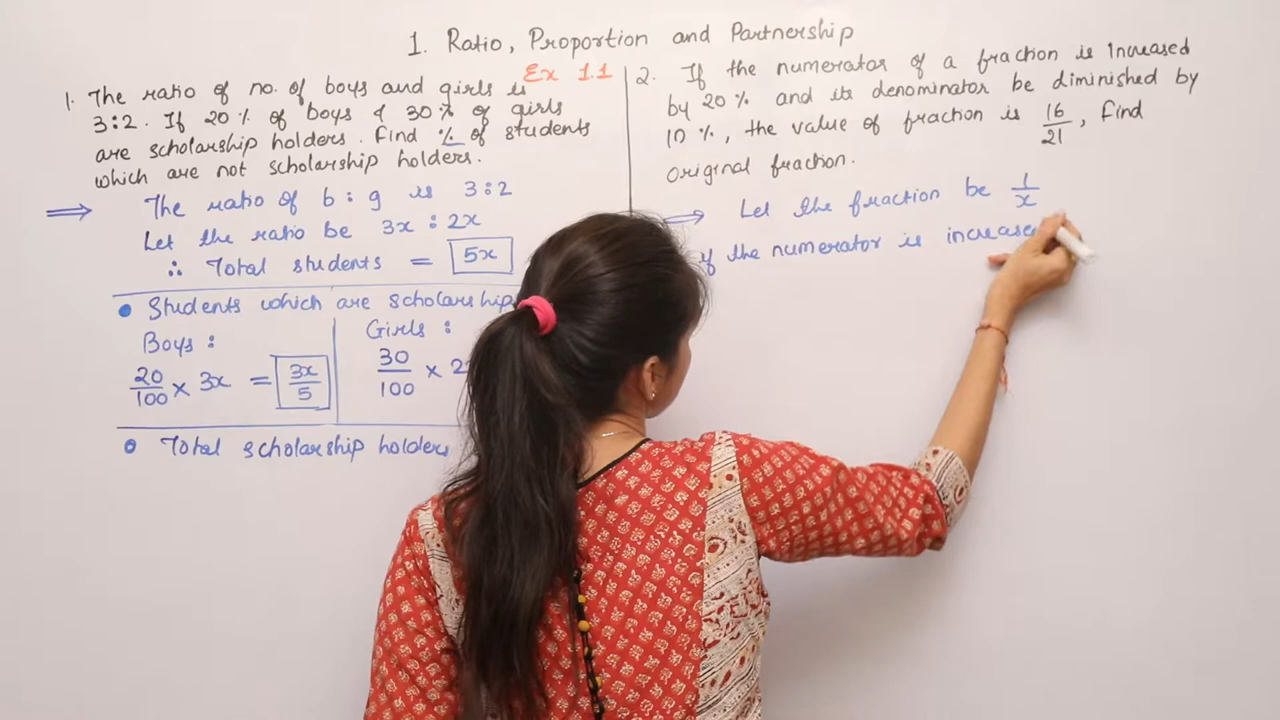 1. Ratio, Proportion and Partnership
Ex 1.1
1. The ratio of no. of boys and girls is
3:2. If 20% of boys & 30% of girls
are scholarship holders. Find % of students
which are not scholarship holders.
⇒ The ratio of b : g is 3:2
Let the ratio be 3x : 2x
∴ Total students = 5x
• Students which are scholarship
Boys :
20/100 × 3x = 3x/5
Girls :
30/100 × 2
• Total scholarship holders
2. If the numerator of a fraction is increased
by 20% and its denominator be diminished by
10%, the value of fraction is 16/21, find
original fraction.
⇒ Let the fraction be 1/x
if the numerator is increase